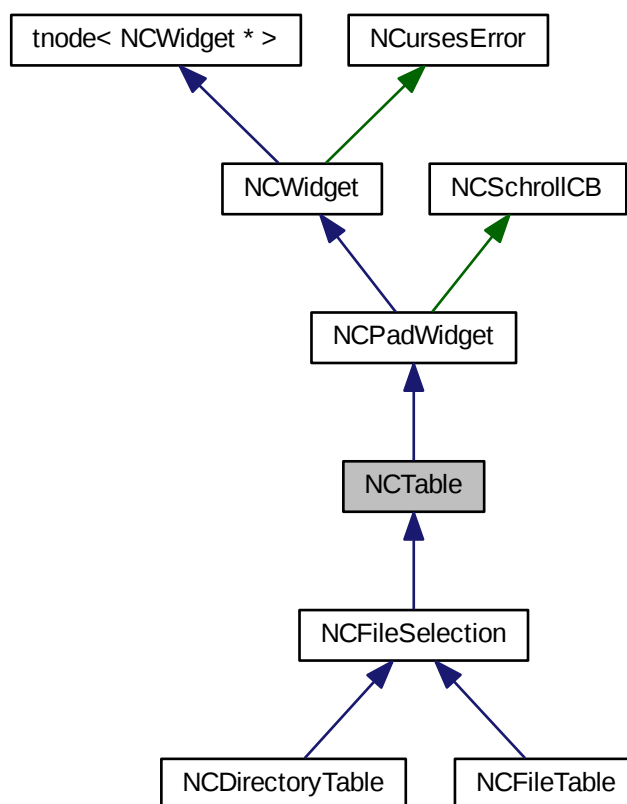 tnode< NCWidget * >
NCursesError
NCWidget
NCSchrollCB
NCPadWidget
NCTable
NCFileSelection
NCDirectoryTable
NCFileTable